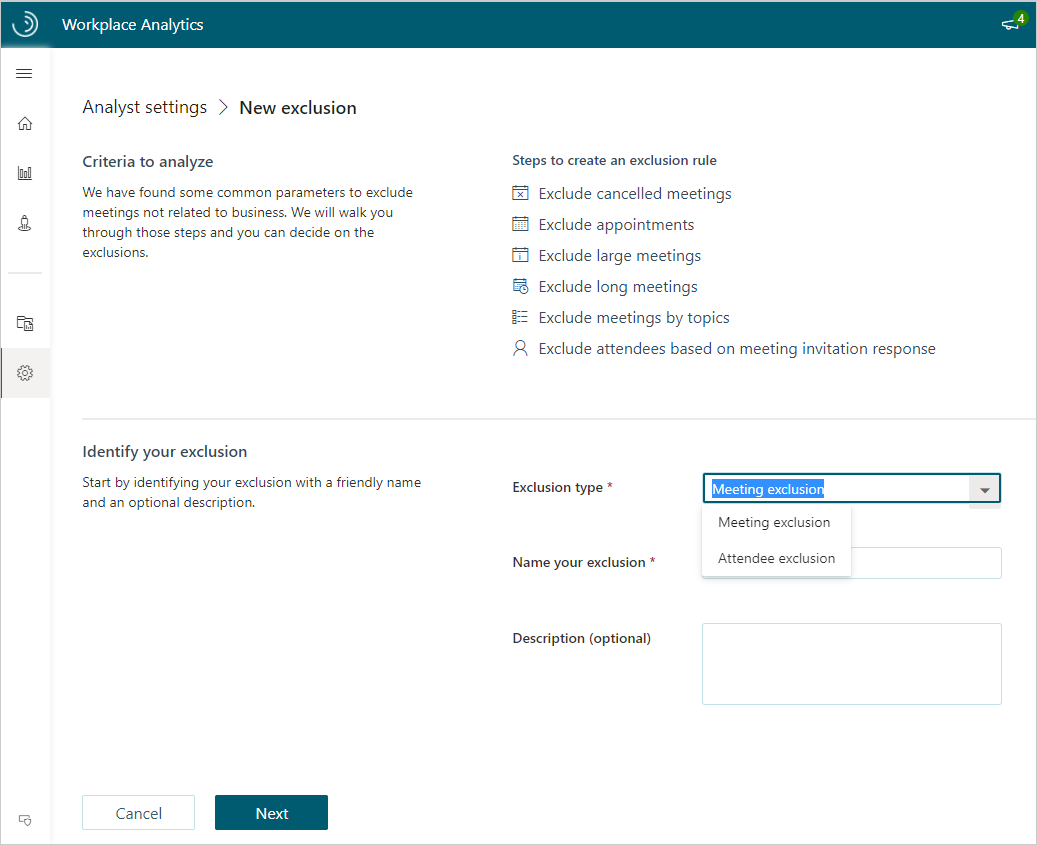 Workplace Analytics
4
Analyst settings > New exclusion
Criteria to analyze
We have found some common parameters to exclude
meetings not related to business. We will walk you
through those steps and you can decide on the
exclusions.
Steps to create an exclusion rule
Exclude cancelled meetings
Exclude appointments
Exclude large meetings
Exclude long meetings
Exclude meetings by topics
Exclude attendees based on meeting invitation response
Identify your exclusion
Start by identifying your exclusion with a friendly name
and an optional description.
Exclusion type *
Meeting exclusion
Meeting exclusion
Attendee exclusion
Name your exclusion *
Description (optional)
Cancel
Next